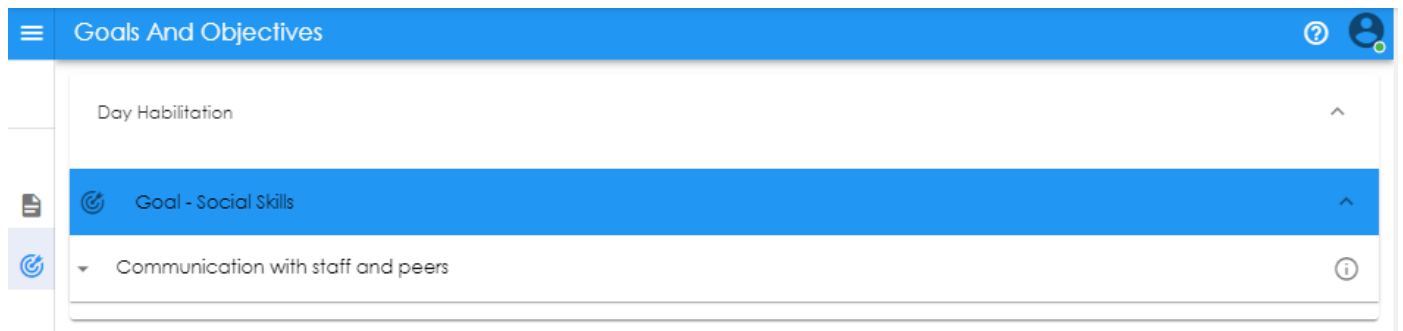 Goals And Objectives
Day Habilitation
Goal - Social Skills
Communication with staff and peers